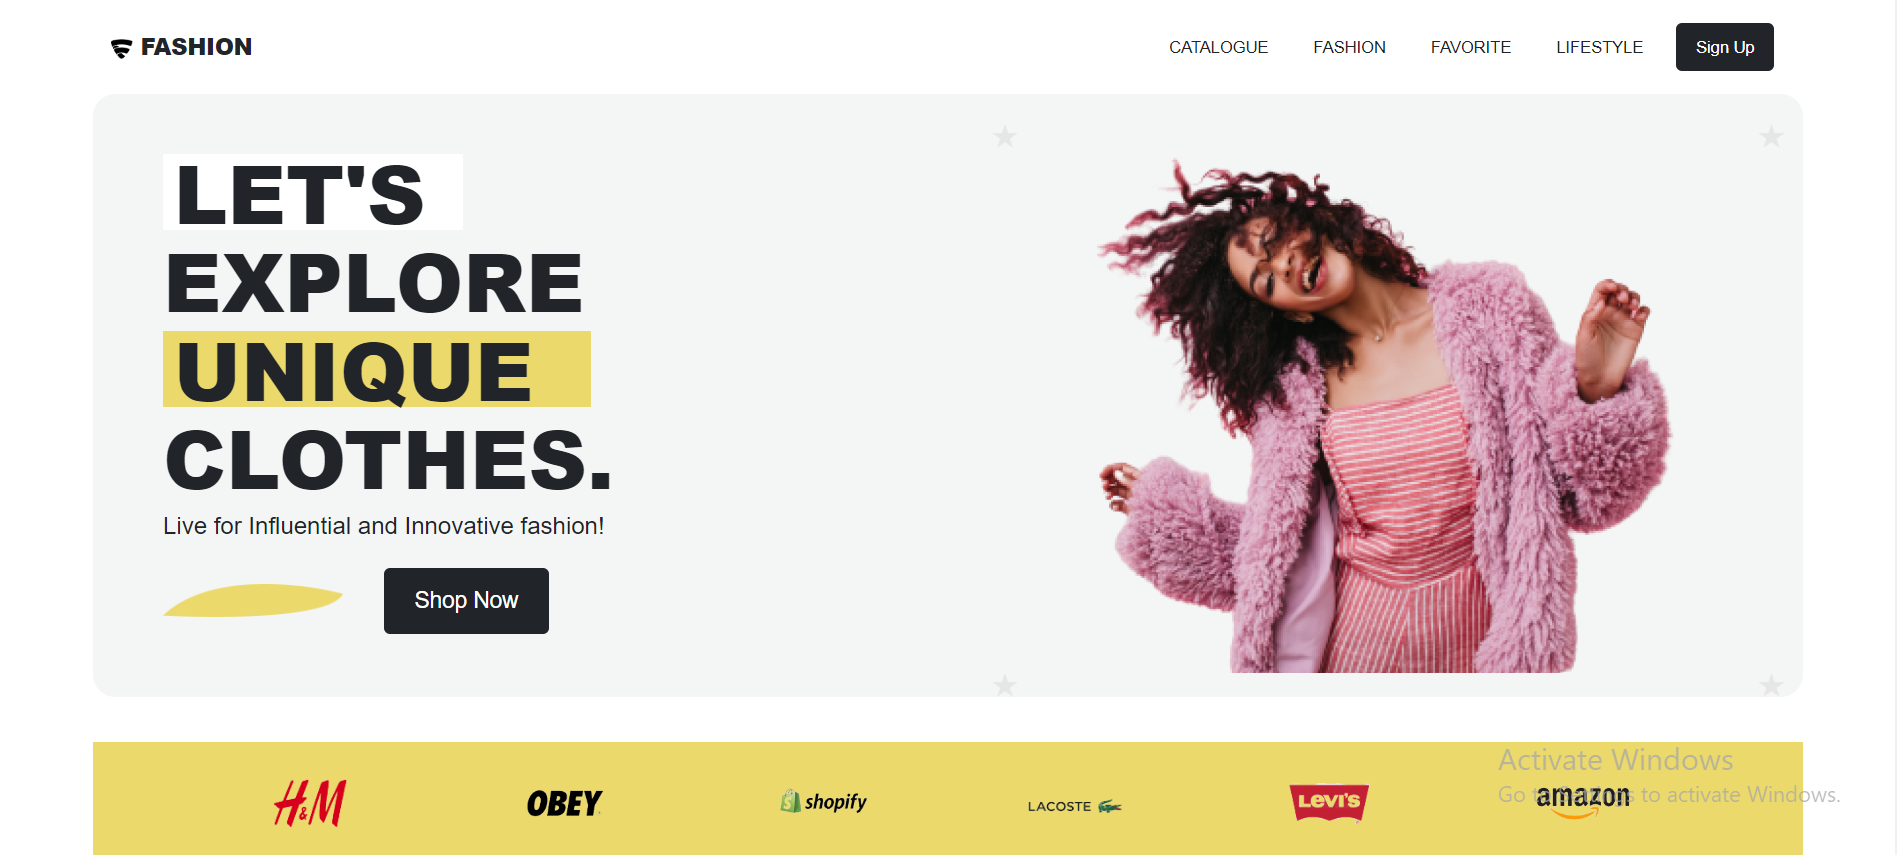 FASHION
CATALOGUE FASHION FAVORITE LIFESTYLE Sign Up
LET'S
EXPLORE
UNIQUE
CLOTHES.
Live for Influential and Innovative fashion!
Shop Now
Activate Windows
Go to Settings to activate Windows.
H&M OBEY shopify LACOSTE LEVI'S amazon